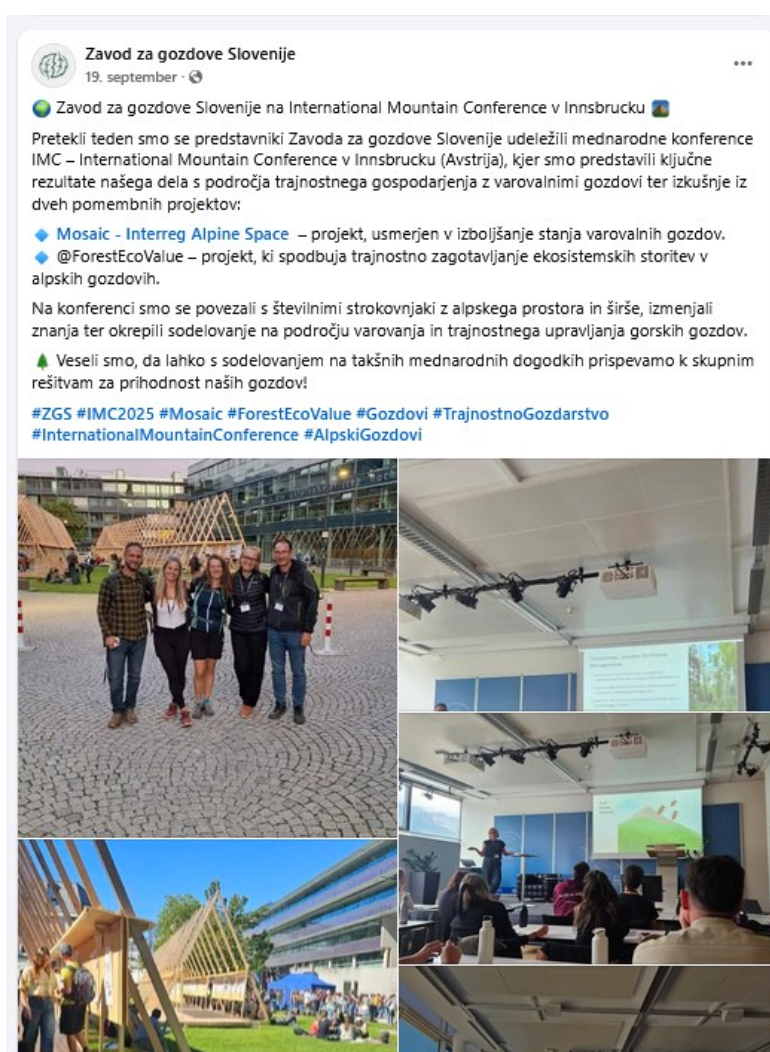 Zavod za gozdove Slovenije
19. september ·
Zavod za gozdove Slovenije na International Mountain Conference v Innsbrucku
Pretekli teden smo se predstavniki Zavoda za gozdove Slovenije udeležili mednarodne konference
IMC – International Mountain Conference v Innsbrucku (Avstrija), kjer smo predstavili ključne
rezultate našega dela s področja trajnostnega gospodarjenja z varovalnimi gozdovi ter izkušnje iz
dveh pomembnih projektov:
Mosaic - Interreg Alpine Space – projekt, usmerjen v izboljšanje stanja varovalnih gozdov.
@ForestEcoValue – projekt, ki spodbuja trajnostno zagotavljanje ekosistemskih storitev v
alpskih gozdovih.
Na konferenci smo se povezali s številnimi strokovnjaki z alpskega prostora in širše, izmenjali
znanja ter okrepili sodelovanje na področju varovanja in trajnostnega upravljanja gorskih gozdov.
Veseli smo, da lahko s sodelovanjem na takšnih mednarodnih dogodkih prispevamo k skupnim
rešitvam za prihodnost naših gozdov!
#ZGS #IMC2025 #Mosaic #ForestEcoValue #Gozdovi #TrajnostnoGozdarstvo
#InternationalMountainConference #AlpskiGozdovi